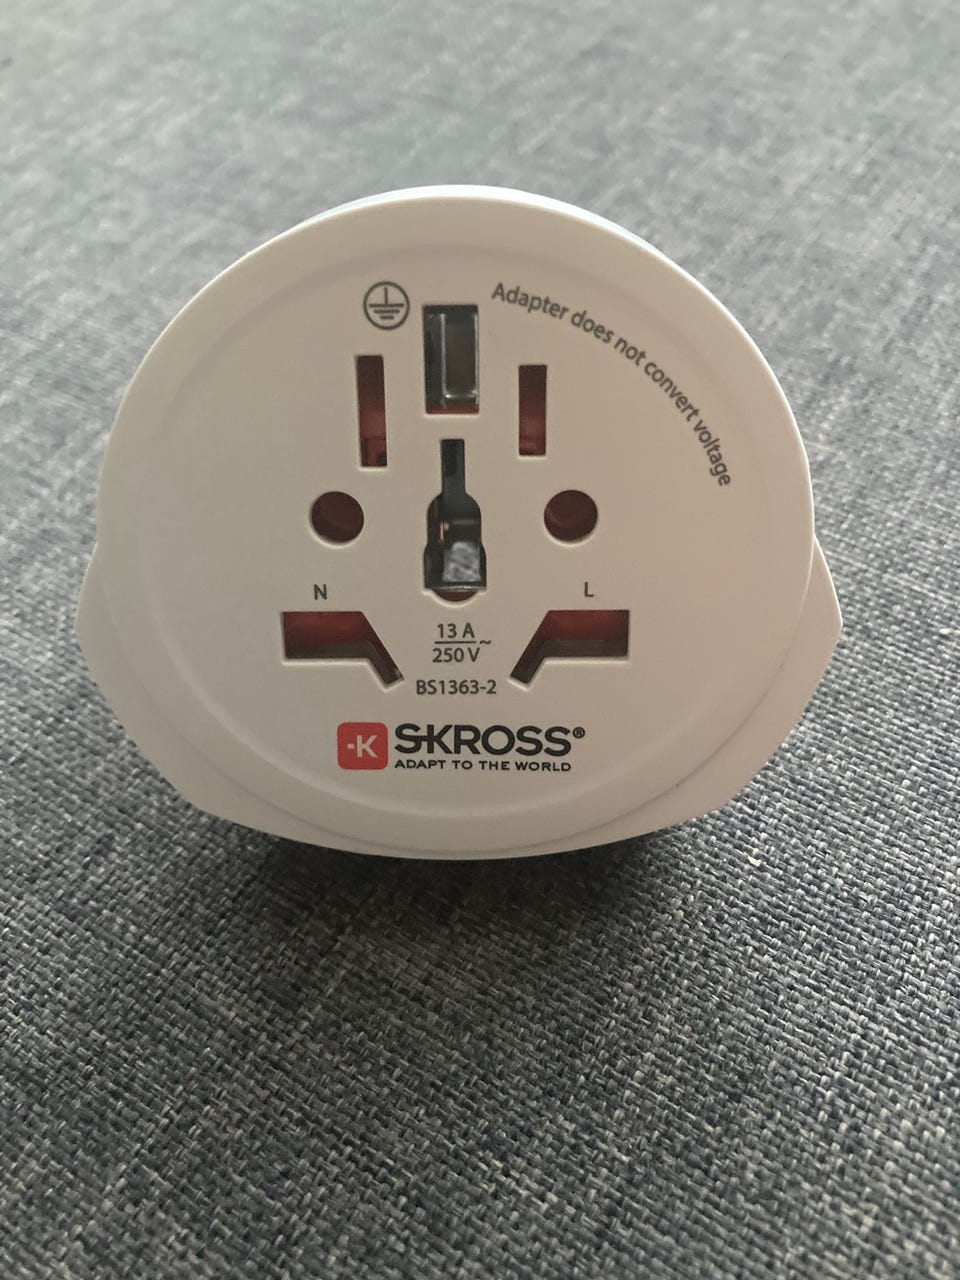 Adapter does not convert voltage
N
L
13 A
250 V~
BS1363-2
-K SKROSS®
ADAPT TO THE WORLD